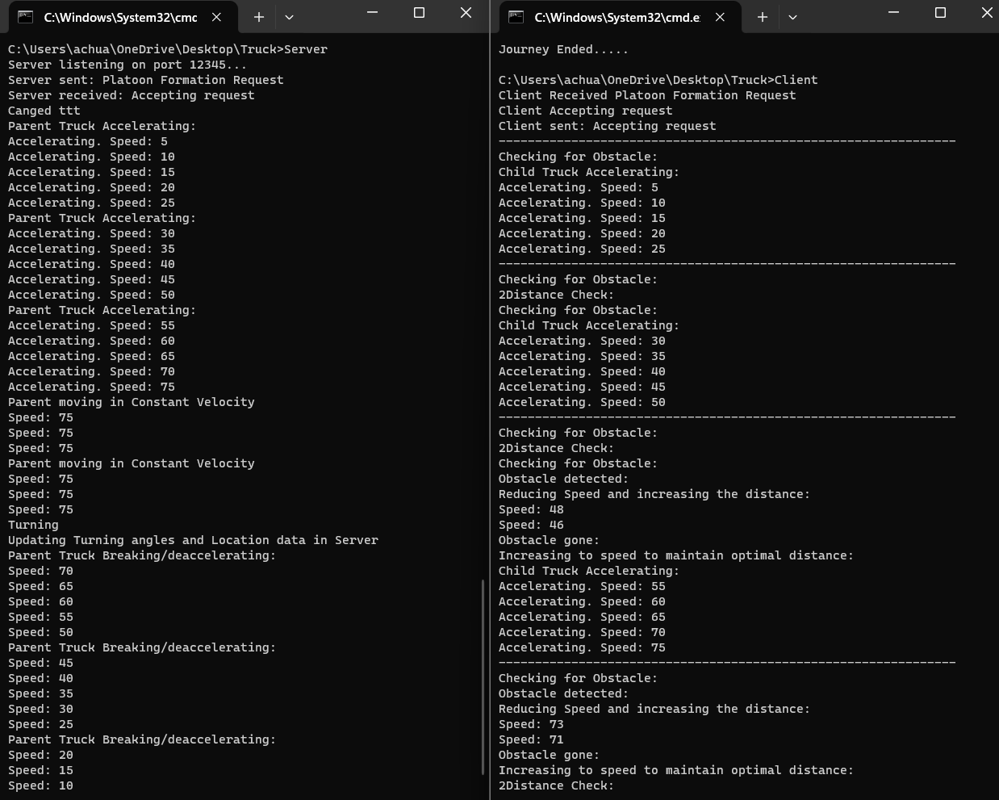 C:\Windows\System32\cmc
C:\Users\achua\OneDrive\Desktop\Truck>Server
Server listening on port 12345...
Server sent: Platoon Formation Request
Server received: Accepting request
Canged ttt
Parent Truck Accelerating:
Accelerating. Speed: 5
Accelerating. Speed: 10
Accelerating. Speed: 15
Accelerating. Speed: 20
Accelerating. Speed: 25
Parent Truck Accelerating:
Accelerating. Speed: 30
Accelerating. Speed: 35
Accelerating. Speed: 40
Accelerating. Speed: 45
Accelerating. Speed: 50
Parent Truck Accelerating:
Accelerating. Speed: 55
Accelerating. Speed: 60
Accelerating. Speed: 65
Accelerating. Speed: 70
Accelerating. Speed: 75
Parent moving in Constant Velocity
Speed: 75
Speed: 75
Speed: 75
Parent moving in Constant Velocity
Speed: 75
Speed: 75
Speed: 75
Turning
Updating Turning angles and Location data in Server
Parent Truck Breaking/deaccelerating:
Speed: 70
Speed: 65
Speed: 60
Speed: 55
Speed: 50
Parent Truck Breaking/deaccelerating:
Speed: 45
Speed: 40
Speed: 35
Speed: 30
Speed: 25
Parent Truck Breaking/deaccelerating:
Speed: 20
Speed: 15
Speed: 10
C:\Windows\System32\cmd.e
Journey Ended.....
C:\Users\achua\OneDrive\Desktop\Truck>Client
Client Received Platoon Formation Request
Client Accepting request
Client sent: Accepting request
---------------------------------------------------------------
Checking for Obstacle:
Child Truck Accelerating:
Accelerating. Speed: 5
Accelerating. Speed: 10
Accelerating. Speed: 15
Accelerating. Speed: 20
Accelerating. Speed: 25
---------------------------------------------------------------
Checking for Obstacle:
2Distance Check:
Checking for Obstacle:
Child Truck Accelerating:
Accelerating. Speed: 30
Accelerating. Speed: 35
Accelerating. Speed: 40
Accelerating. Speed: 45
Accelerating. Speed: 50
---------------------------------------------------------------
Checking for Obstacle:
2Distance Check:
Checking for Obstacle:
Obstacle detected:
Reducing Speed and increasing the distance:
Speed: 48
Speed: 46
Obstacle gone:
Increasing to speed to maintain optimal distance:
Child Truck Accelerating:
Accelerating. Speed: 55
Accelerating. Speed: 60
Accelerating. Speed: 65
Accelerating. Speed: 70
Accelerating. Speed: 75
---------------------------------------------------------------
Checking for Obstacle:
Obstacle detected:
Reducing Speed and increasing the distance:
Speed: 73
Speed: 71
Obstacle gone:
Increasing to speed to maintain optimal distance:
2Distance Check: